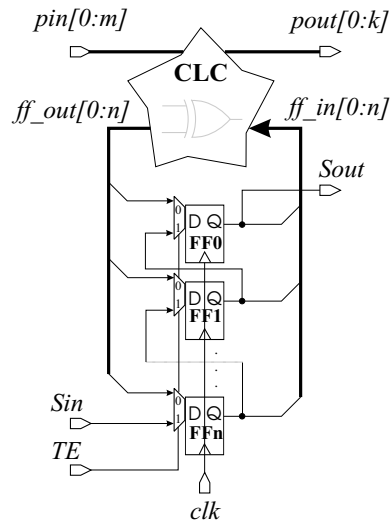 pin[0:m] pout[0:k]
CLC
ff_out[0:n] ff_in[0:n]
Sout
0
1
D Q
FF0
0
1
D Q
FF1
0
1
D Q
FFn
Sin
TE
clk